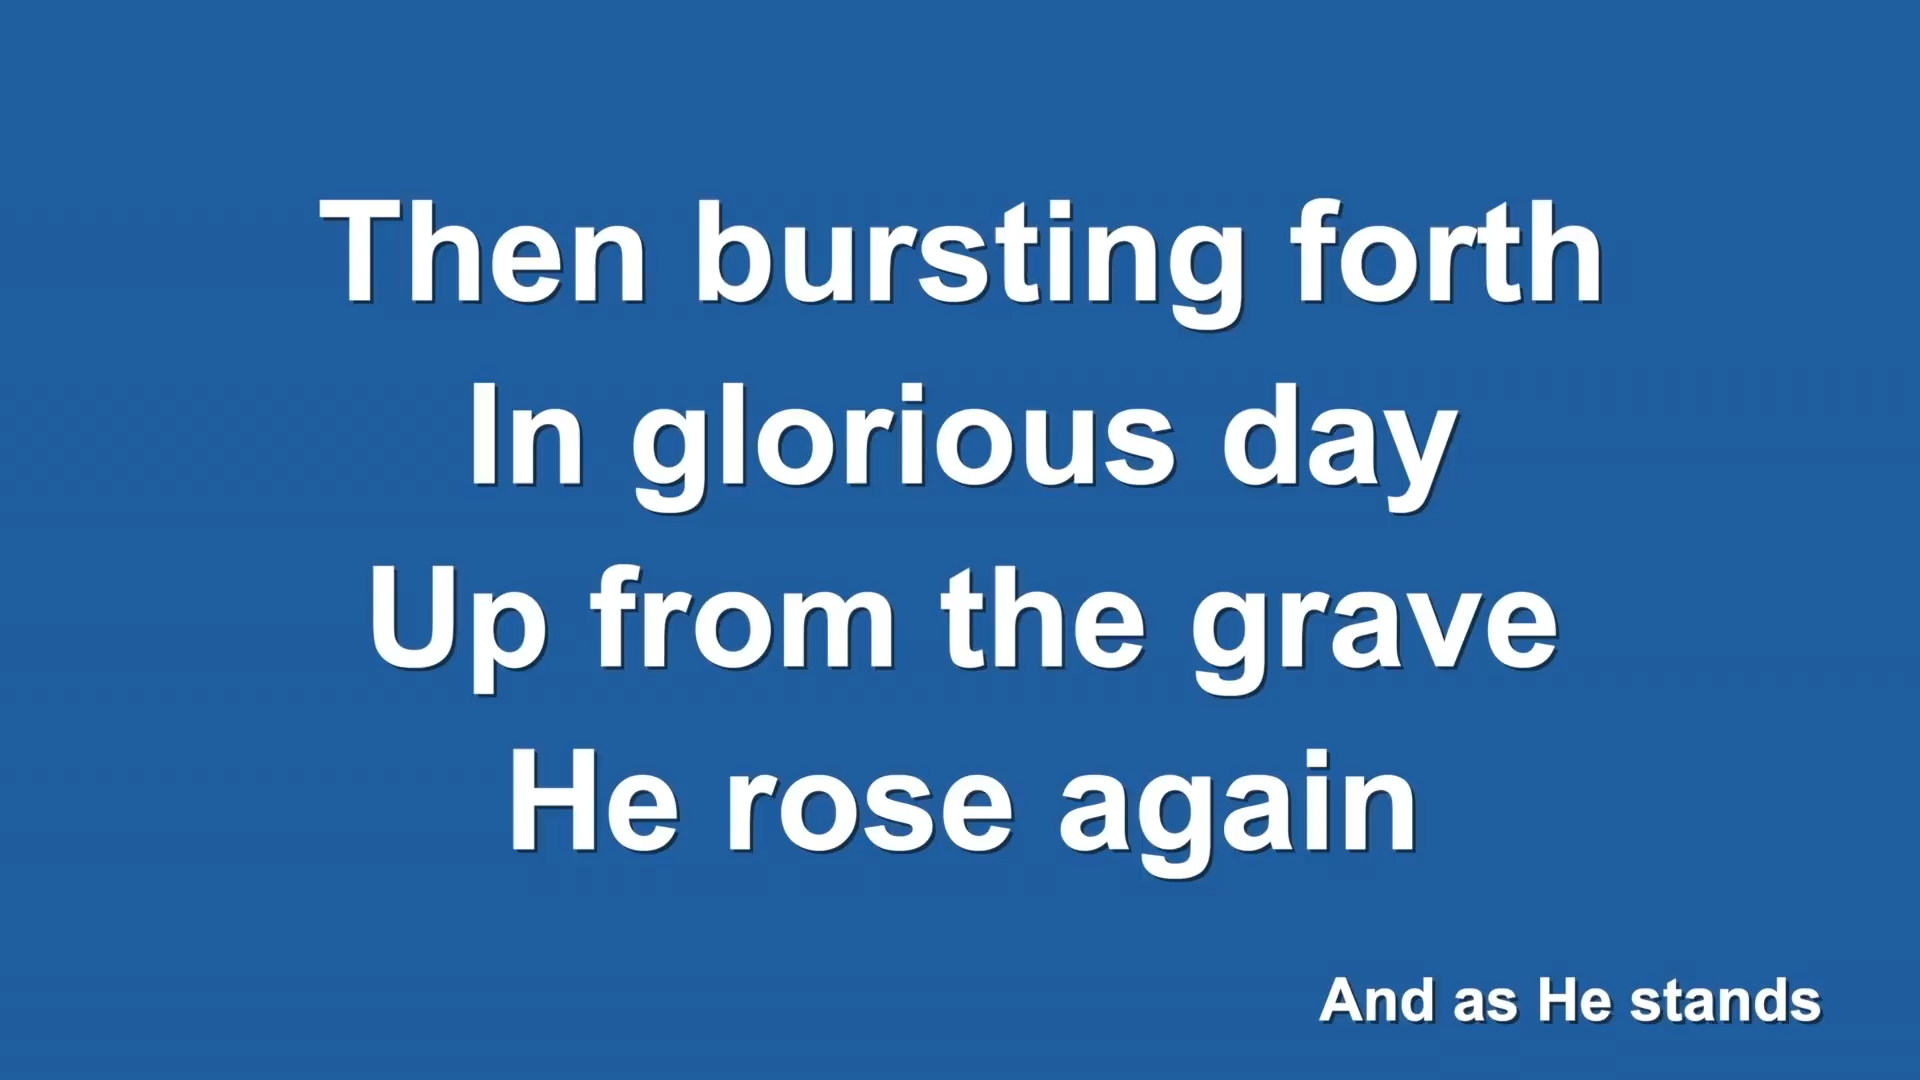 Then bursting forth
In glorious day
Up from the grave
He rose again
And as He stands